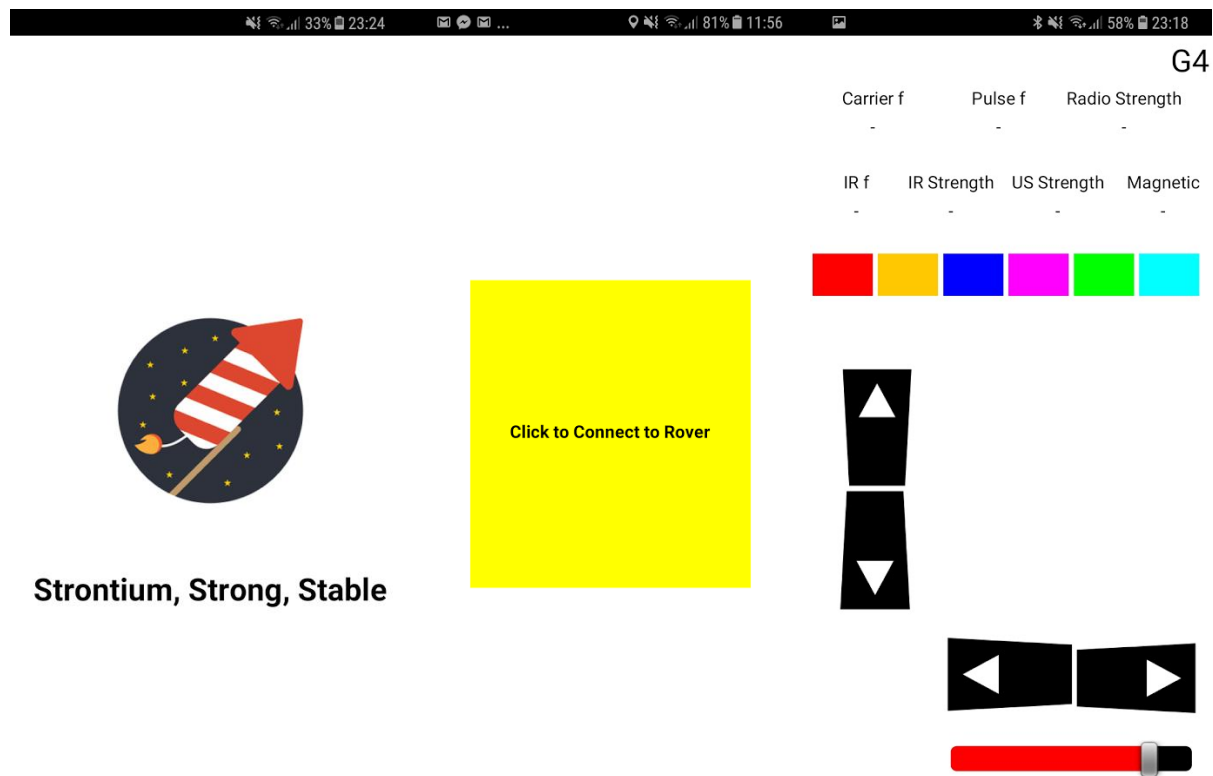 33% 23:24
... 81% 11:56
58% 23:18
G4
Carrier f Pulse f Radio Strength
- - -
IR f IR Strength US Strength Magnetic
- - - -
Click to Connect to Rover
Strontium, Strong, Stable